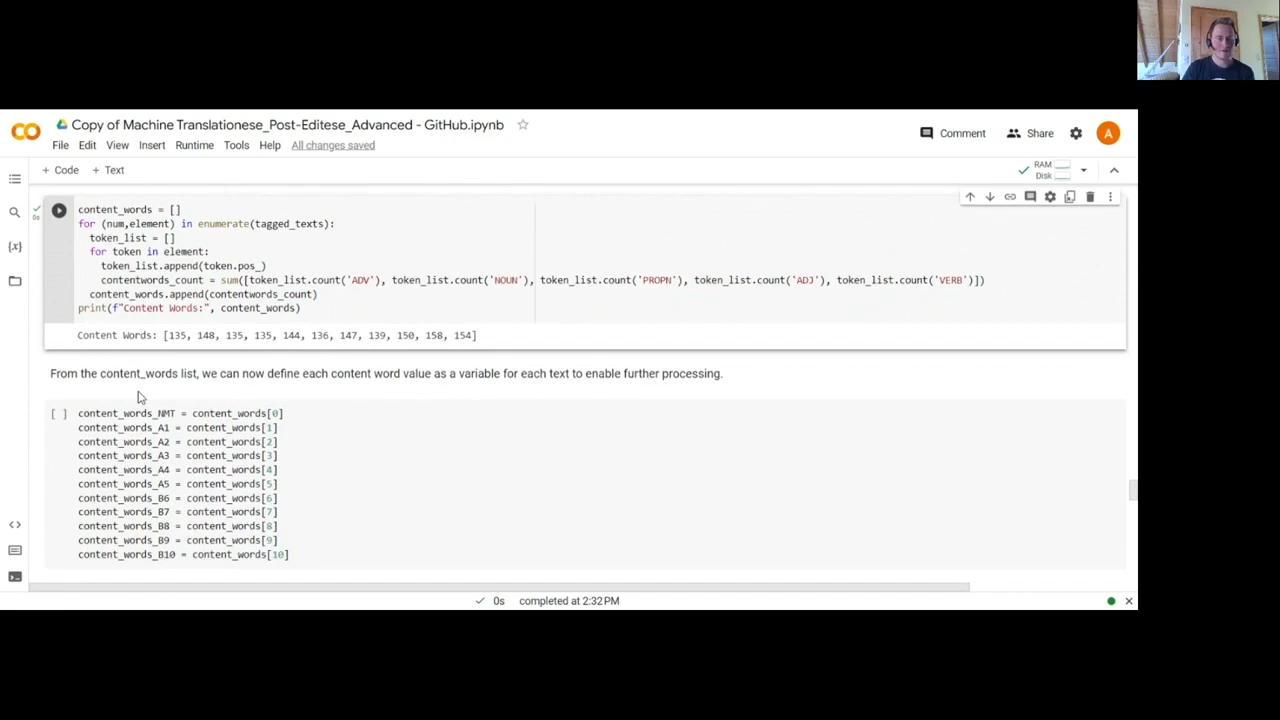 Copy of Machine Translationese_Post-Editese_Advanced - GitHub.ipynb
File Edit View Insert Runtime Tools Help All changes saved
Comment Share A
+ Code + Text
RAM
Disk
0s
content_words = []
for (num,element) in enumerate(tagged_texts):
token_list = []
for token in element:
token_list.append(token.pos_)
contentwords_count = sum([token_list.count('ADV'), token_list.count('NOUN'), token_list.count('PROPN'), token_list.count('ADJ'), token_list.count('VERB')])
content_words.append(contentwords_count)
print(f"Content Words:", content_words)
Content Words: [135, 148, 135, 135, 144, 136, 147, 139, 150, 158, 154]
From the content_words list, we can now define each content word value as a variable for each text to enable further processing.
[ ] content_words_NMT = content_words[0]
content_words_A1 = content_words[1]
content_words_A2 = content_words[2]
content_words_A3 = content_words[3]
content_words_A4 = content_words[4]
content_words_A5 = content_words[5]
content_words_B6 = content_words[6]
content_words_B7 = content_words[7]
content_words_B8 = content_words[8]
content_words_B9 = content_words[9]
content_words_B10 = content_words[10]
0s completed at 2:32 PM